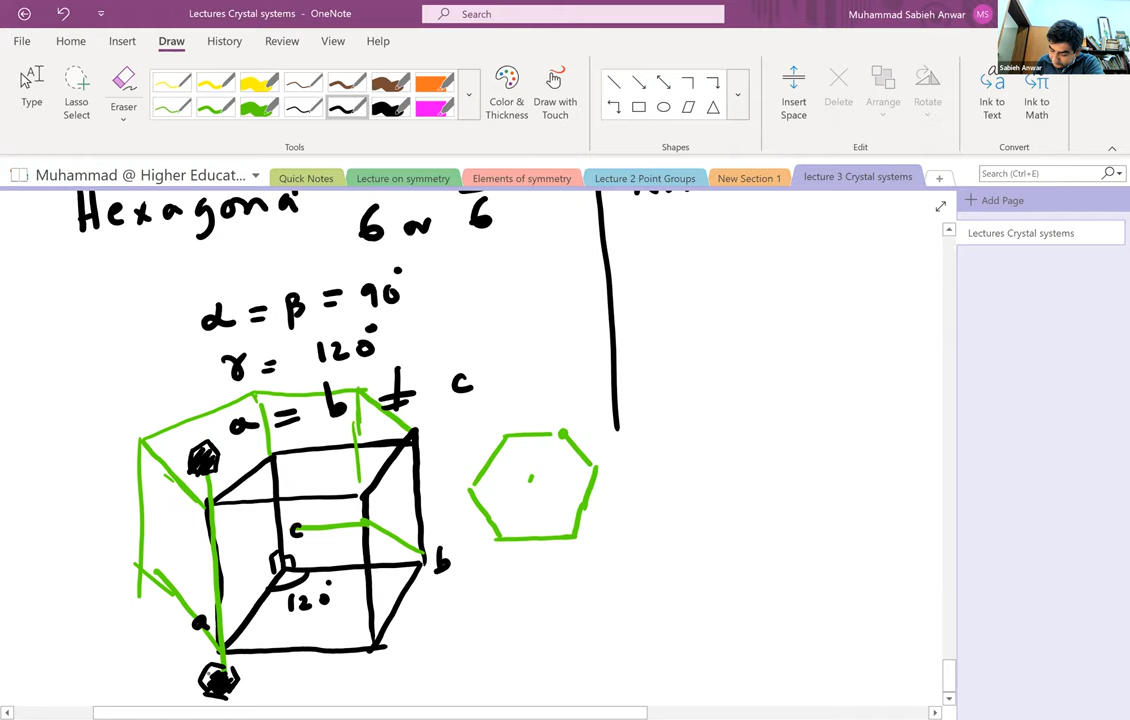 Lectures Crystal systems - OneNote
Search
Muhammad Sabieh Anwar
MS
Sabieh Anwar
File Home Insert Draw History Review View Help
Type
Lasso Select
Eraser
Color & Thickness
Draw with Touch
Insert Space
Delete
Arrange
Rotate
Ink to Text
Ink to Math
Tools
Shapes
Edit
Convert
Muhammad @ Higher Educat...
Quick Notes
Lecture on symmetry
Elements of symmetry
Lecture 2 Point Groups
New Section 1
lecture 3 Crystal systems
Search (Ctrl+E)
Add Page
Lectures Crystal systems
Hexagonal
6 or 6̅
α = β = 90°
γ = 120°
a = b ≠ c
c
b
120°
a